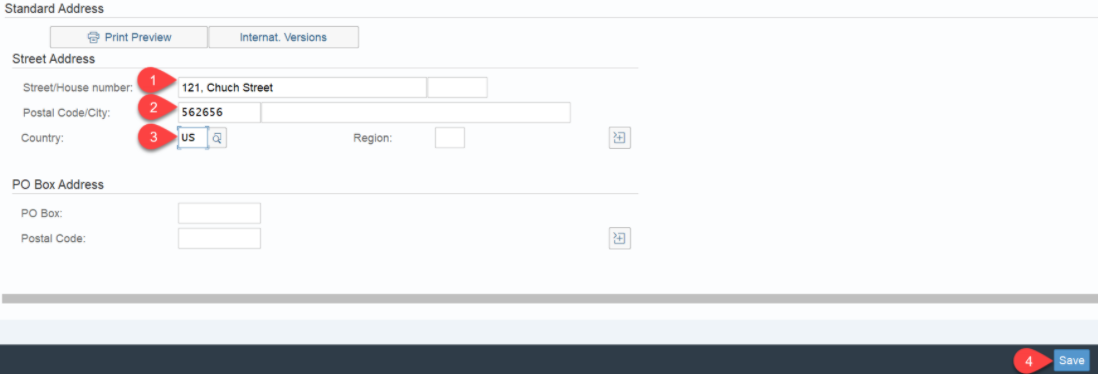 Standard Address
Print Preview Internat. Versions
Street Address
Street/House number: 1 121, Chuch Street
Postal Code/City: 2 562656
Country: 3 US Region:
PO Box Address
PO Box:
Postal Code:
4 Save